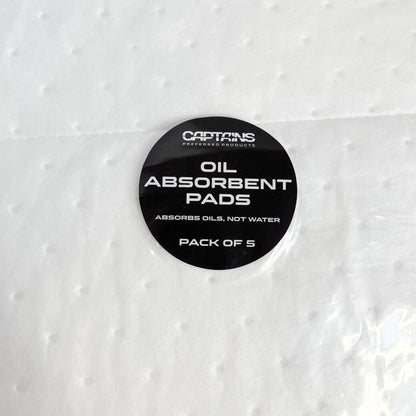 CAPTAINS
PREFERRED PRODUCTS
OIL
ABSORBENT
PADS
ABSORBS OILS, NOT WATER
PACK OF 5